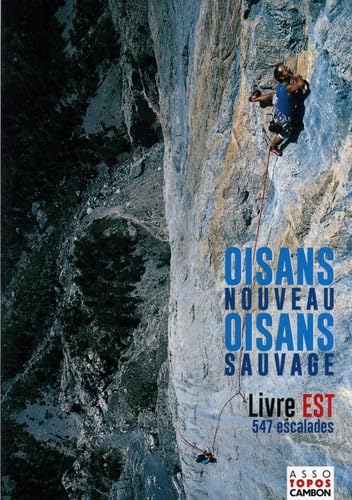 OISANS
NOUVEAU
OISANS
SAUVAGE
Livre EST
547 escalades
ASSO
TOPOS
CAMBON